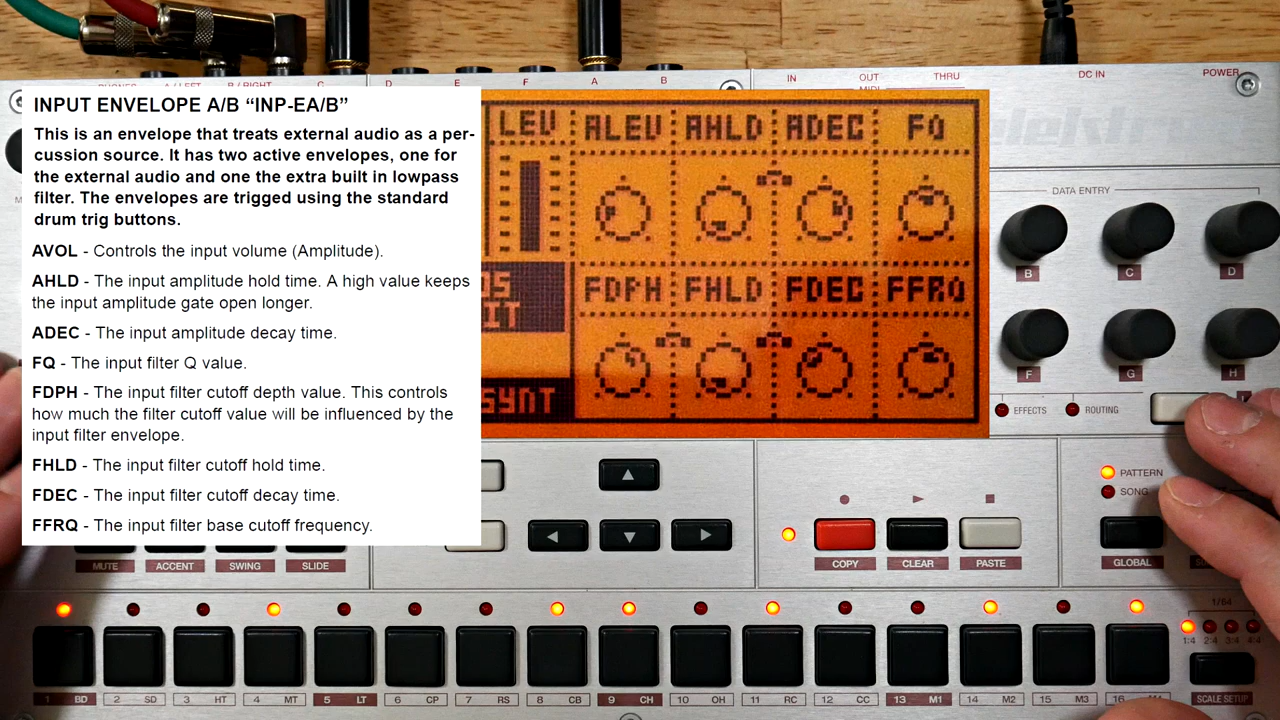 PHONES A / LEFT B / RIGHT C D E F A B IN OUT THRU DC IN POWER
MIDI
elektron
INPUT ENVELOPE A/B “INP-EA/B”
This is an envelope that treats external audio as a per-
cussion source. It has two active envelopes, one for
the external audio and one the extra built in lowpass
filter. The envelopes are trigged using the standard
drum trig buttons.
AVOL - Controls the input volume (Amplitude).
AHLD - The input amplitude hold time. A high value keeps
the input amplitude gate open longer.
ADEC - The input amplitude decay time.
FQ - The input filter Q value.
FDPH - The input filter cutoff depth value. This controls
how much the filter cutoff value will be influenced by the
input filter envelope.
FHLD - The input filter cutoff hold time.
FDEC - The input filter cutoff decay time.
FFRQ - The input filter base cutoff frequency.
LEV ALEV AHLD ADEC FQ
FDPH FHLD FDEC FFRQ
SYNT
DATA ENTRY
B C D
F G H
EFFECTS ROUTING
PATTERN
SONG
COPY CLEAR PASTE GLOBAL
MUTE ACCENT SWING SLIDE
1/64
1:4 2:4 3:4 4:4
1 BD 2 SD 3 HT 4 MT 5 LT 6 CP 7 RS 8 CB 9 CH 10 OH 11 RC 12 CC 13 M1 14 M2 15 M3 16 M4
SCALE SETUP